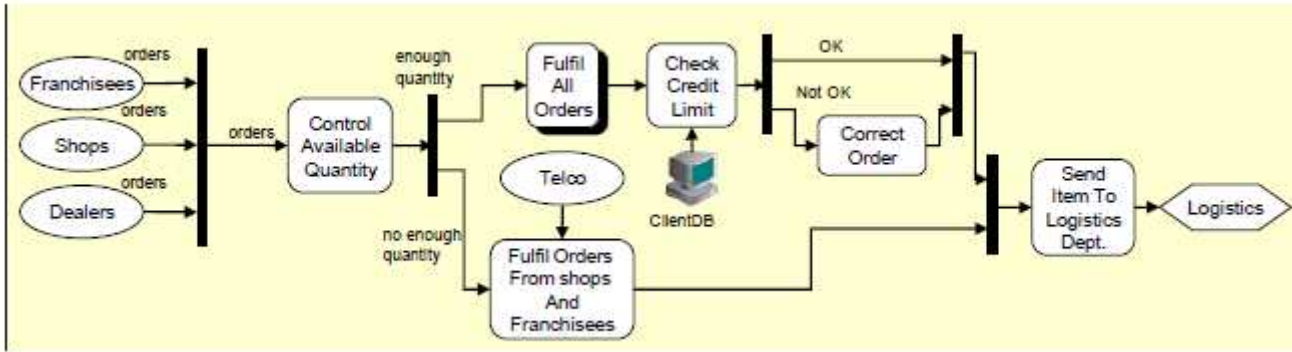 orders
Franchisees
orders
Shops
orders
Dealers
orders
Control
Available
Quantity
enough
quantity
no enough
quantity
Fulfil
All
Orders
Telco
Fulfil Orders
From shops
And
Franchisees
Check
Credit
Limit
ClientDB
OK
Not OK
Correct
Order
Send
Item To
Logistics
Dept.
Logistics